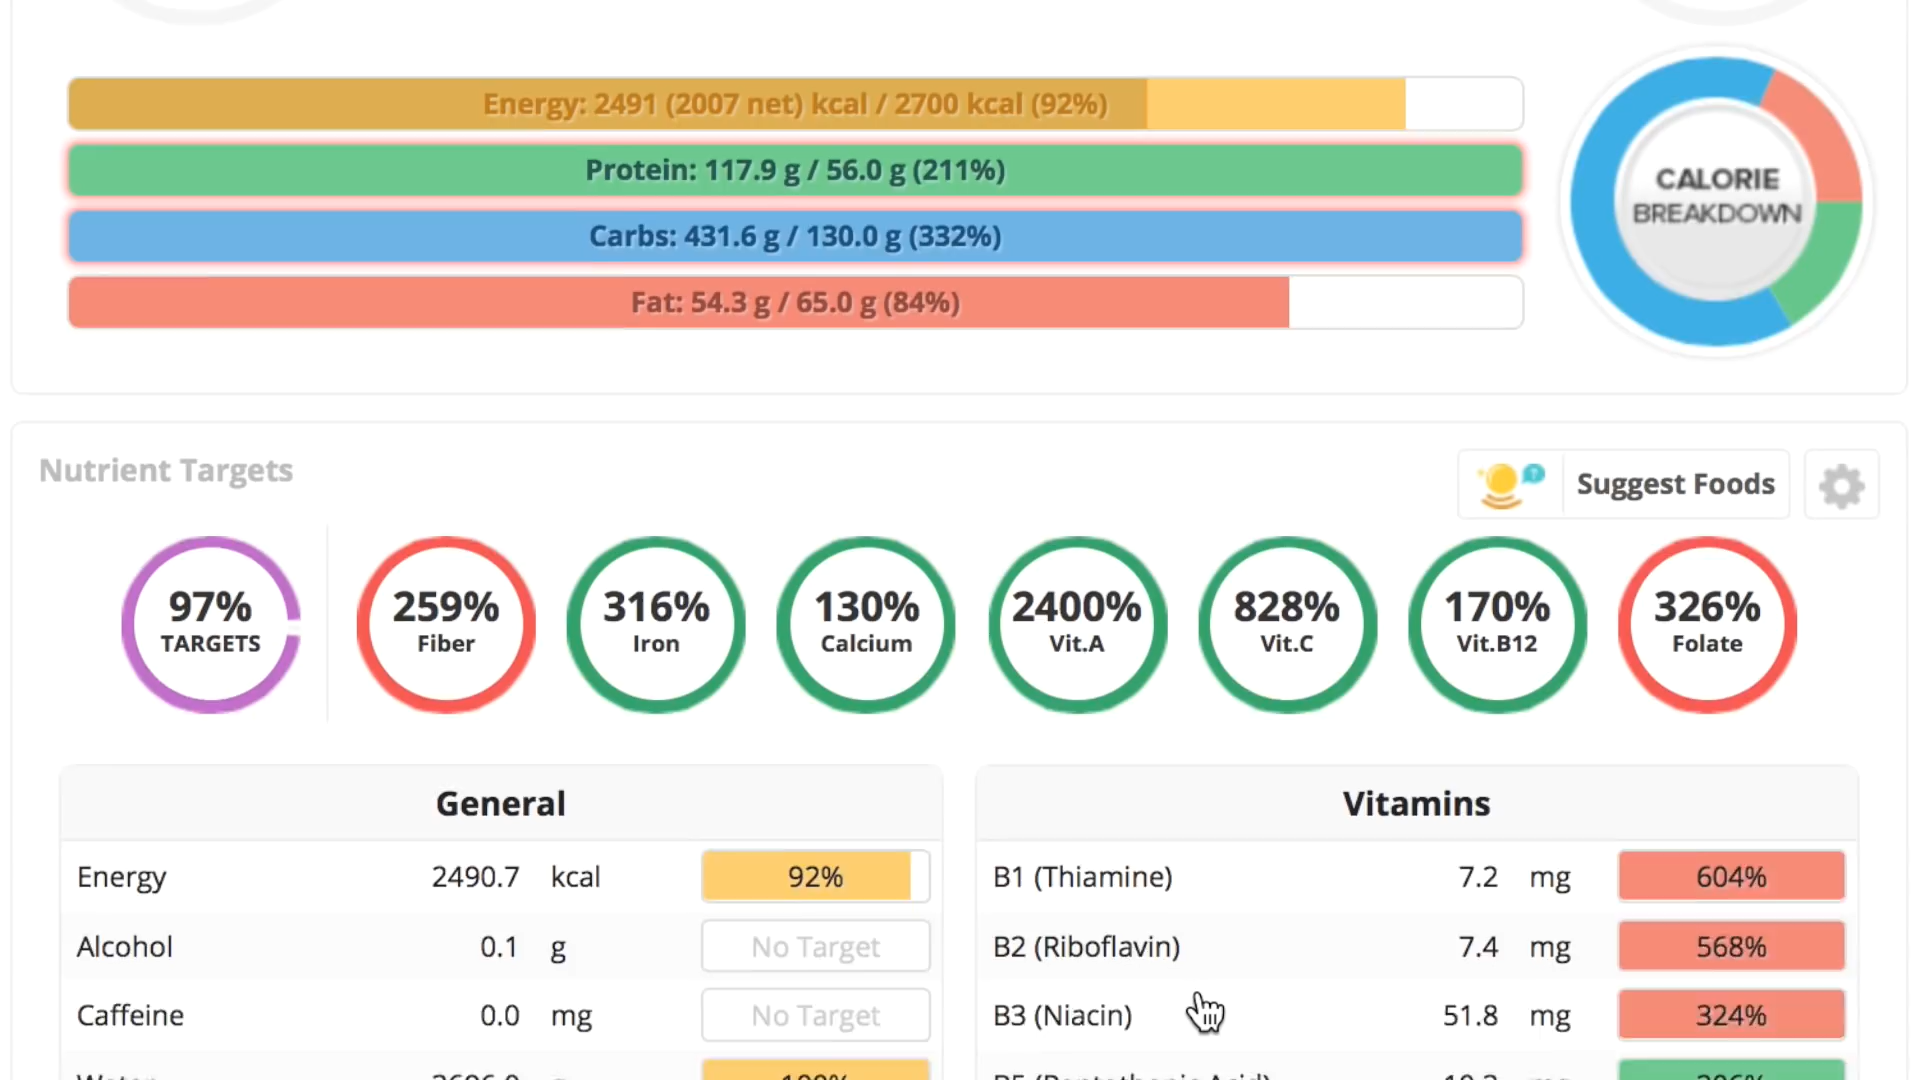 Energy: 2491 (2007 net) kcal / 2700 kcal (92%)
Protein: 117.9 g / 56.0 g (211%)
Carbs: 431.6 g / 130.0 g (332%)
Fat: 54.3 g / 65.0 g (84%)
CALORIE
BREAKDOWN
Nutrient Targets
Suggest Foods
97%
TARGETS
259%
Fiber
316%
Iron
130%
Calcium
2400%
Vit.A
828%
Vit.C
170%
Vit.B12
326%
Folate
General
Energy 2490.7 kcal 92%
Alcohol 0.1 g No Target
Caffeine 0.0 mg No Target
Vitamins
B1 (Thiamine) 7.2 mg 604%
B2 (Riboflavin) 7.4 mg 568%
B3 (Niacin) 51.8 mg 324%